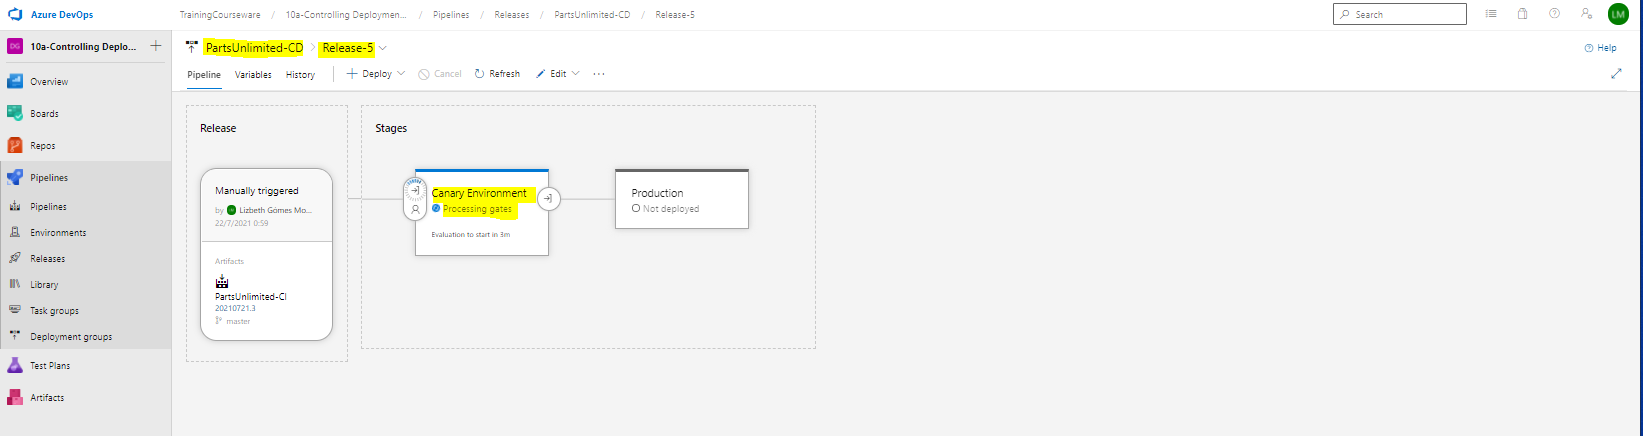 Azure DevOps
TrainingCourseware / 10a-Controlling Deploymen... / Pipelines / Releases / PartsUnlimited-CD / Release-5
Search
LM
DG
10a-Controlling Deplo...
Overview
Boards
Repos
Pipelines
Pipelines
Environments
Releases
Library
Task groups
Deployment groups
Test Plans
Artifacts
PartsUnlimited-CD > Release-5
Help
Pipeline Variables History + Deploy Cancel Refresh Edit ...
Release
Manually triggered
by Lizbeth Gómes Mo...
22/7/2021 0:59
Artifacts
PartsUnlimited-CI
20210721.3
master
Stages
Canary Environment
Processing gates
Evaluation to start in 3m
Production
Not deployed